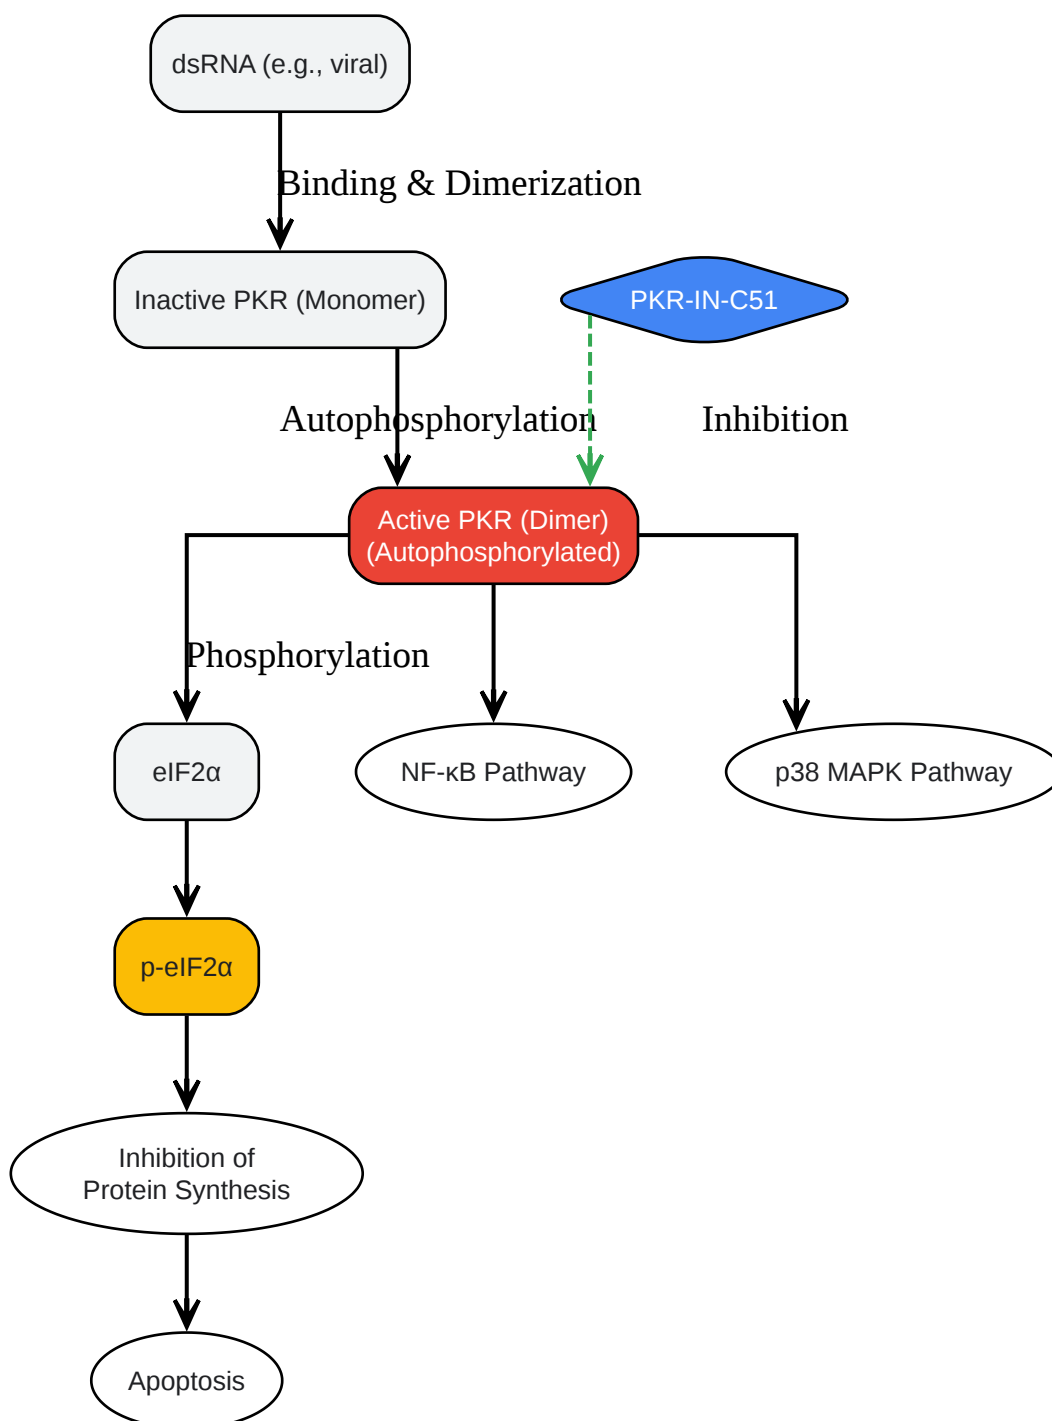 dsRNA (e.g., viral)
Binding & Dimerization
Inactive PKR (Monomer)
PKR-IN-C51
Autophosphorylation
Inhibition
Active PKR (Dimer)
(Autophosphorylated)
Phosphorylation
eIF2α
NF-κB Pathway
p38 MAPK Pathway
p-eIF2α
Inhibition of
Protein Synthesis
Apoptosis